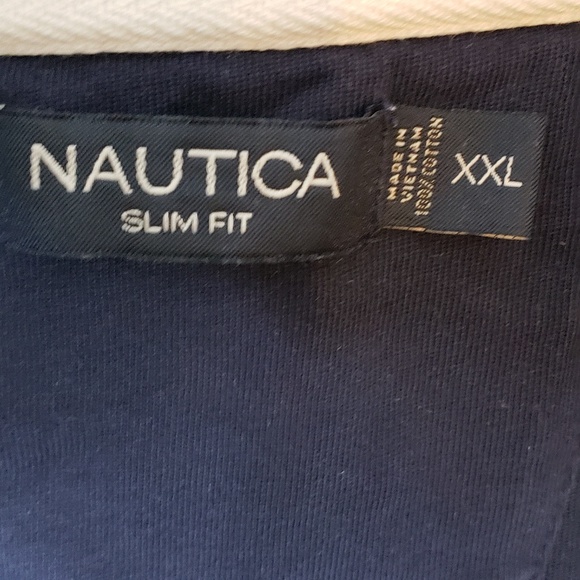 NAUTICA
SLIM FIT
MADE IN
VIETNAM
100% COTTON
XXL